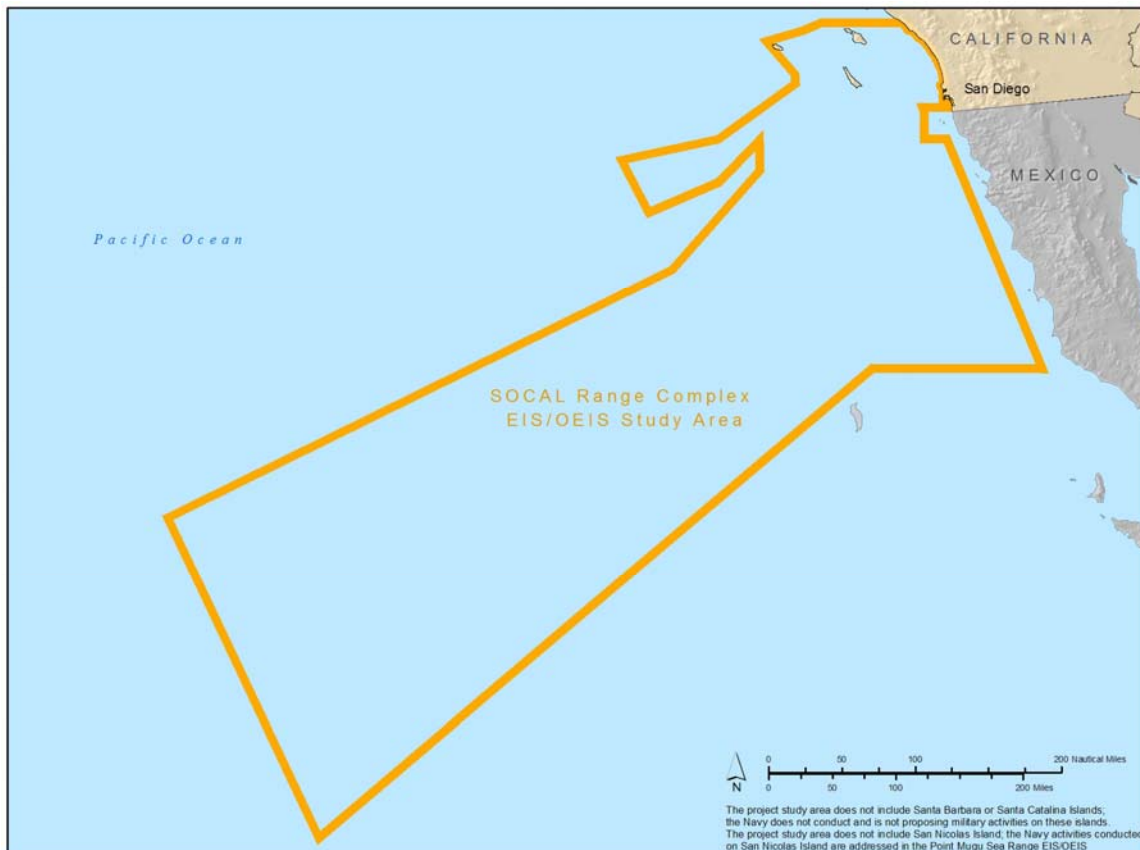 CALIFORNIA
San Diego
MEXICO
Pacific Ocean
SOCAL Range Complex
EIS/OEIS Study Area
0 50 100 200 Nautical Miles
N
0 50 100 200 Miles
The project study area does not include Santa Barbara or Santa Catalina Islands;
the Navy does not conduct and is not proposing military activities on these islands.
The project study area does not include San Nicolas Island; the Navy activities conducted
on San Nicolas Island are addressed in the Point Mugu Sea Range EIS/OEIS